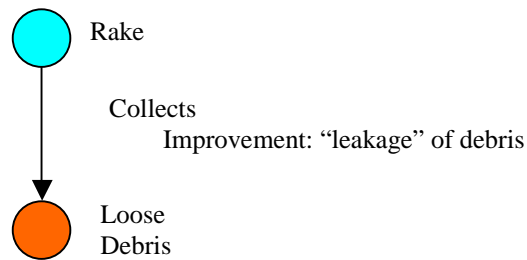 Rake
Collects
Improvement: “leakage” of debris
Loose
Debris